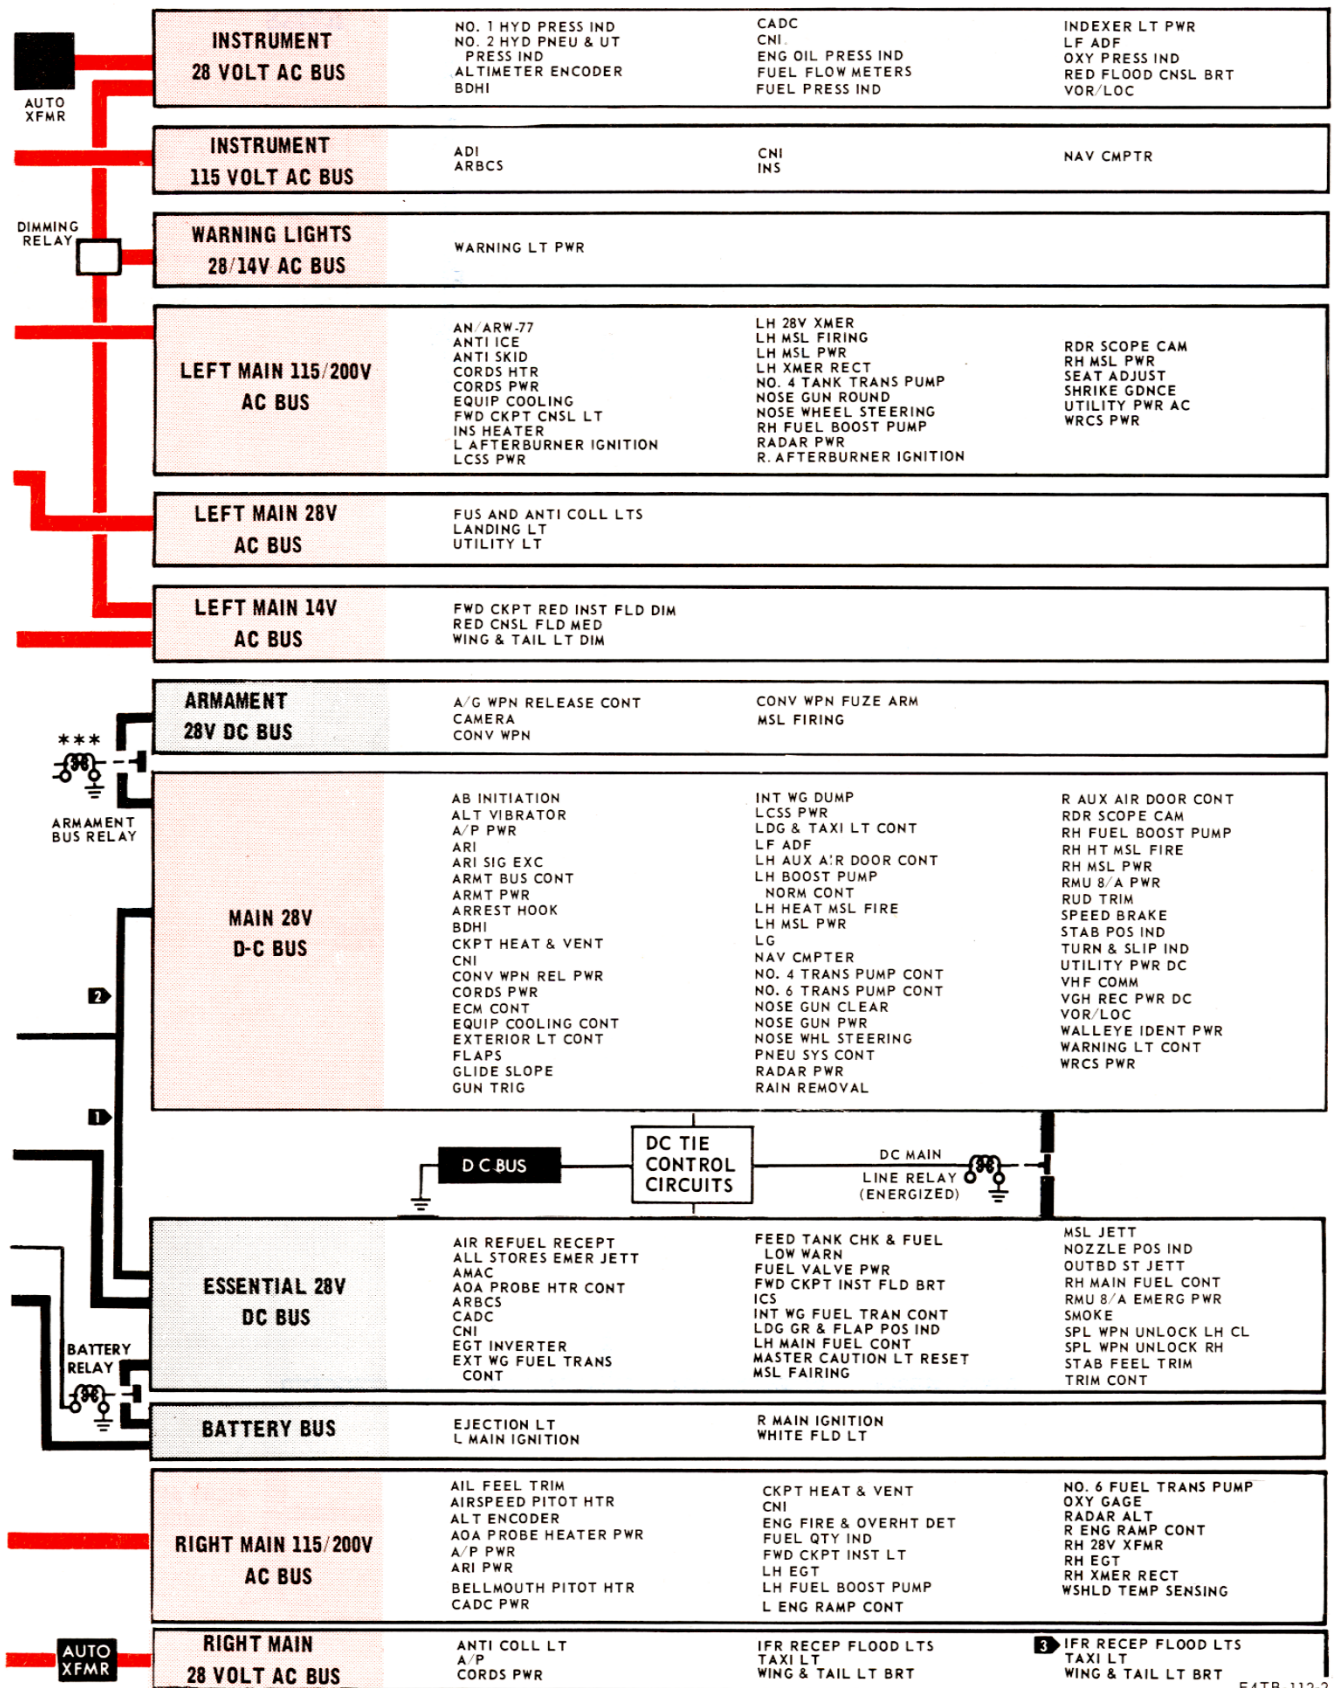 INSTRUMENT
28 VOLT AC BUS
NO. 1 HYD PRESS IND
NO. 2 HYD PNEU & UT
PRESS IND
ALTIMETER ENCODER
BDHI
CADC
CNI
ENG OIL PRESS IND
FUEL FLOW METERS
FUEL PRESS IND
INDEXER LT PWR
LF ADF
OXY PRESS IND
RED FLOOD CNSL BRT
VOR/LOC
AUTO
XFMR
INSTRUMENT
115 VOLT AC BUS
ADI
ARBCS
CNI
INS
NAV CMPTR
DIMMING
RELAY
WARNING LIGHTS
28/14V AC BUS
WARNING LT PWR
LEFT MAIN 115/200V
AC BUS
AN/ARW-77
ANTI ICE
ANTI SKID
CORDS HTR
CORDS PWR
EQUIP COOLING
FWD CKPT CNSL LT
INS HEATER
L AFTERBURNER IGNITION
LCSS PWR
LH 28V XMER
LH MSL FIRING
LH MSL PWR
LH XMER RECT
NO. 4 TANK TRANS PUMP
NOSE GUN ROUND
NOSE WHEEL STEERING
RH FUEL BOOST PUMP
RADAR PWR
R. AFTERBURNER IGNITION
RDR SCOPE CAM
RH MSL PWR
SEAT ADJUST
SHRIKE GDNCE
UTILITY PWR AC
WRCS PWR
LEFT MAIN 28V
AC BUS
FUS AND ANTI COLL LTS
LANDING LT
UTILITY LT
LEFT MAIN 14V
AC BUS
FWD CKPT RED INST FLD DIM
RED CNSL FLD MED
WING & TAIL LT DIM
ARMAMENT
28V DC BUS
A/G WPN RELEASE CONT
CAMERA
CONV WPN
CONV WPN FUZE ARM
MSL FIRING
***
ARMAMENT
BUS RELAY
MAIN 28V
D-C BUS
AB INITIATION
ALT VIBRATOR
A/P PWR
ARI
ARI SIG EXC
ARMT BUS CONT
ARMT PWR
ARREST HOOK
BDHI
CKPT HEAT & VENT
CNI
CONV WPN REL PWR
CORDS PWR
ECM CONT
EQUIP COOLING CONT
EXTERIOR LT CONT
FLAPS
GLIDE SLOPE
GUN TRIG
INT WG DUMP
LCSS PWR
LDG & TAXI LT CONT
LF ADF
LH AUX AIR DOOR CONT
LH BOOST PUMP
NORM CONT
LH HEAT MSL FIRE
LH MSL PWR
LG
NAV CMPTER
NO. 4 TRANS PUMP CONT
NO. 6 TRANS PUMP CONT
NOSE GUN CLEAR
NOSE GUN PWR
NOSE WHL STEERING
PNEU SYS CONT
RADAR PWR
RAIN REMOVAL
R AUX AIR DOOR CONT
RDR SCOPE CAM
RH FUEL BOOST PUMP
RH HT MSL FIRE
RH MSL PWR
RMU 8/A PWR
RUD TRIM
SPEED BRAKE
STAB POS IND
TURN & SLIP IND
UTILITY PWR DC
VHF COMM
VGH REC PWR DC
VOR/LOC
WALLEYE IDENT PWR
WARNING LT CONT
WRCS PWR
2
1
D C BUS
DC TIE
CONTROL
CIRCUITS
DC MAIN
LINE RELAY
(ENERGIZED)
ESSENTIAL 28V
DC BUS
AIR REFUEL RECEPT
ALL STORES EMER JETT
AMAC
AOA PROBE HTR CONT
ARBCS
CADC
CNI
EGT INVERTER
EXT WG FUEL TRANS
CONT
FEED TANK CHK & FUEL
LOW WARN
FUEL VALVE PWR
FWD CKPT INST FLD BRT
ICS
INT WG FUEL TRAN CONT
LDG GR & FLAP POS IND
LH MAIN FUEL CONT
MASTER CAUTION LT RESET
MSL FAIRING
MSL JETT
NOZZLE POS IND
OUTBD ST JETT
RH MAIN FUEL CONT
RMU 8/A EMERG PWR
SMOKE
SPL WPN UNLOCK LH CL
SPL WPN UNLOCK RH
STAB FEEL TRIM
TRIM CONT
BATTERY
RELAY
BATTERY BUS
EJECTION LT
L MAIN IGNITION
R MAIN IGNITION
WHITE FLD LT
RIGHT MAIN 115/200V
AC BUS
AIL FEEL TRIM
AIRSPEED PITOT HTR
ALT ENCODER
AOA PROBE HEATER PWR
A/P PWR
ARI PWR
BELLMOUTH PITOT HTR
CADC PWR
CKPT HEAT & VENT
CNI
ENG FIRE & OVERHT DET
FUEL QTY IND
FWD CKPT INST LT
LH EGT
LH FUEL BOOST PUMP
L ENG RAMP CONT
NO. 6 FUEL TRANS PUMP
OXY GAGE
RADAR ALT
R ENG RAMP CONT
RH 28V XFMR
RH EGT
RH XMER RECT
WSHLD TEMP SENSING
AUTO
XFMR
RIGHT MAIN
28 VOLT AC BUS
ANTI COLL LT
A/P
CORDS PWR
IFR RECEP FLOOD LTS
TAXI LT
WING & TAIL LT BRT
3 IFR RECEP FLOOD LTS
TAXI LT
WING & TAIL LT BRT